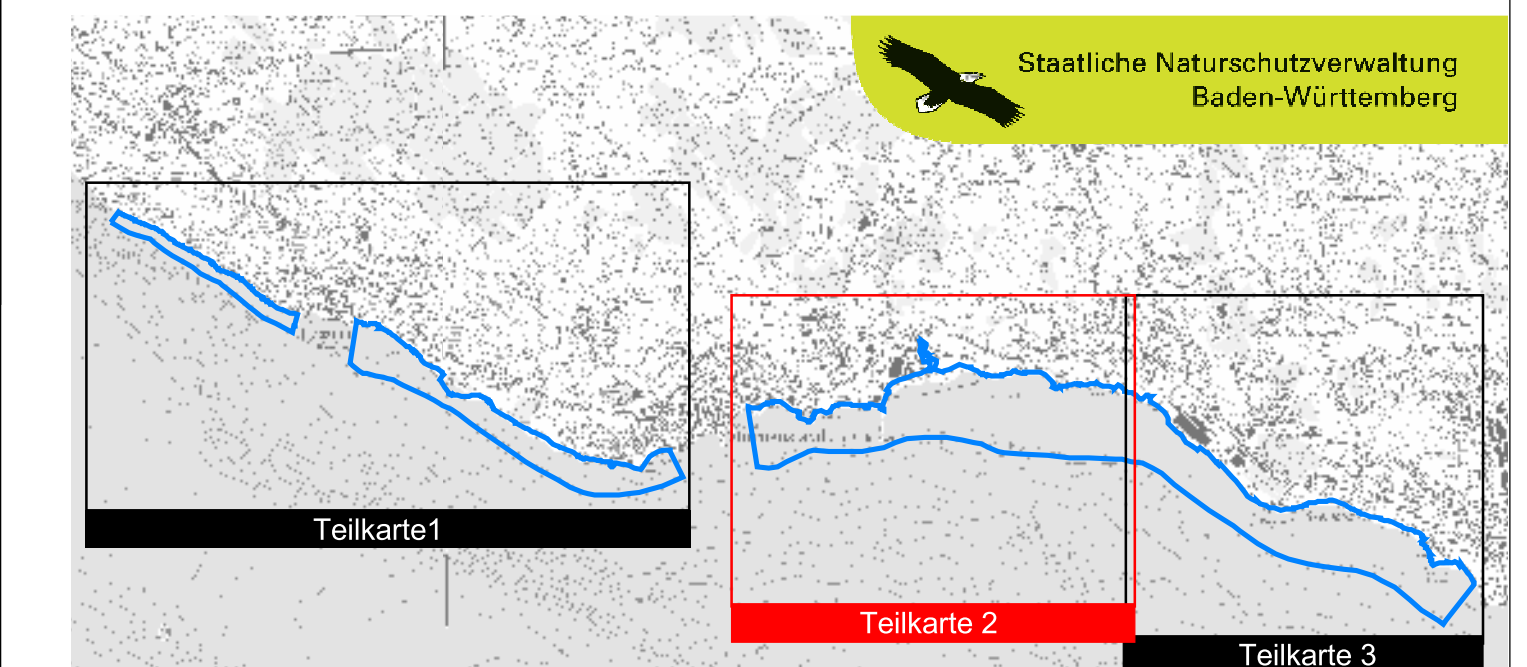 Staatliche Naturschutzverwaltung
Baden-Württemberg
Teilkarte1
Teilkarte 2
Teilkarte 3